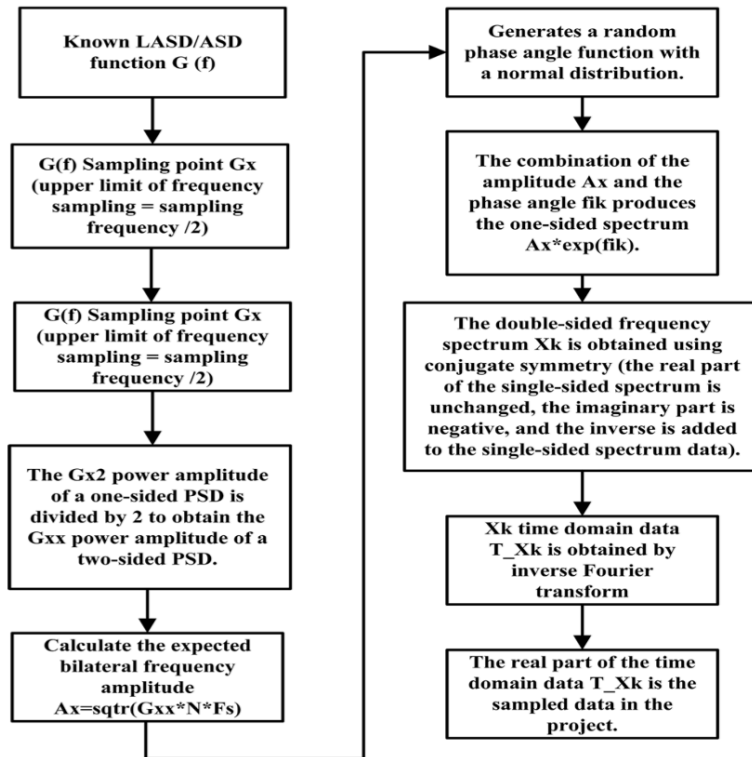 Known LASD/ASD
function G (f)
G(f) Sampling point Gx
(upper limit of frequency
sampling = sampling
frequency /2)
G(f) Sampling point Gx
(upper limit of frequency
sampling = sampling
frequency /2)
The Gx2 power amplitude
of a one-sided PSD is
divided by 2 to obtain the
Gxx power amplitude of a
two-sided PSD.
Calculate the expected
bilateral frequency
amplitude
Ax=sqtr(Gxx*N*Fs)
Generates a random
phase angle function with
a normal distribution.
The combination of the
amplitude Ax and the
phase angle fik produces
the one-sided spectrum
Ax*exp(fik).
The double-sided frequency
spectrum Xk is obtained using
conjugate symmetry (the real part
of the single-sided spectrum is
unchanged, the imaginary part is
negative, and the inverse is added
to the single-sided spectrum data).
Xk time domain data
T_Xk is obtained by
inverse Fourier
transform
The real part of the time
domain data T_Xk is the
sampled data in the
project.